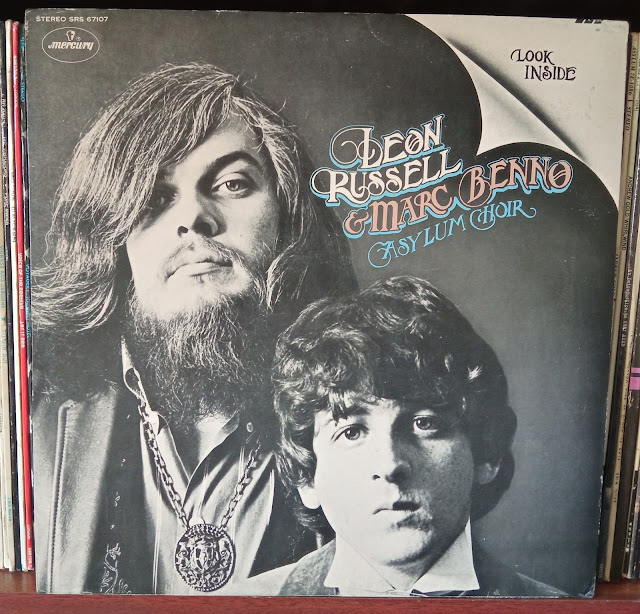 STEREO SRS 67107
mercury
LOOK
INSIDE
LEON
RUSSELL
& MARC BENNO
ASYLUM CHOIR